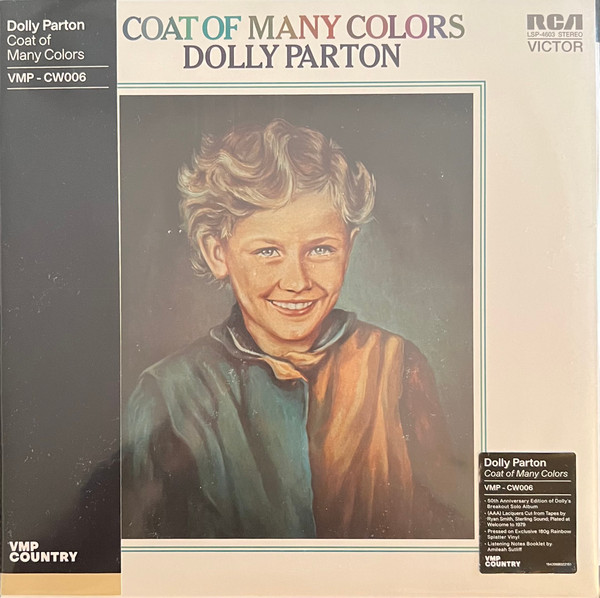 Dolly Parton
Coat of
Many Colors
VMP - CW006
COAT OF MANY COLORS
DOLLY PARTON
RCA
LSP-4603 STEREO
VICTOR
Dolly Parton
Coat of Many Colors
VMP - CW006
• 50th Anniversary Edition of Dolly's
Breakout Solo Album
• (AAA) Lacquers Cut from Tapes by
Ryan Smith, Sterling Sound, Plated at
Welcome to 1979
• Pressed on Exclusive 180g Rainbow
Splatter Vinyl
• Listening Notes Booklet by
Amileah Sutliff
VMP
COUNTRY
VMP
COUNTRY